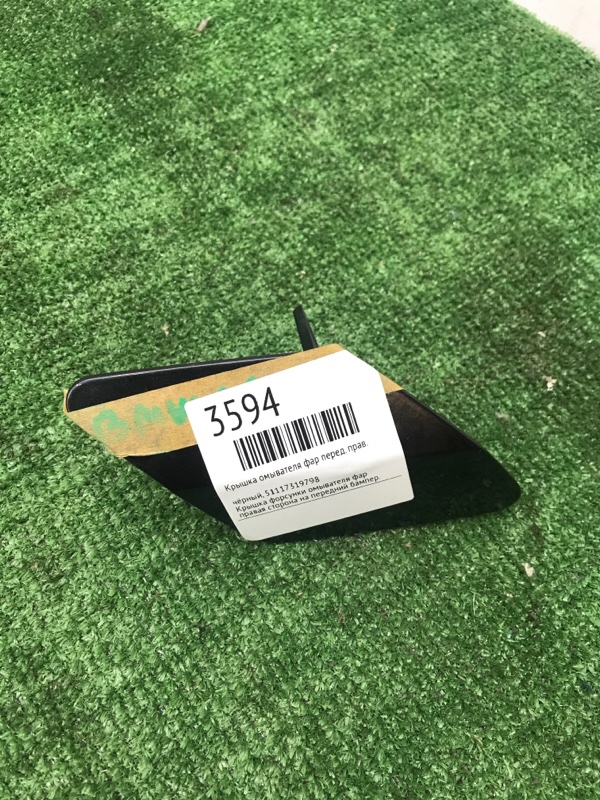 3594
Крышка омывателя фар перед. прав.
чёрный, 51117319798
Крышка форсунки омывателя фар
правая сторона на передний бампер